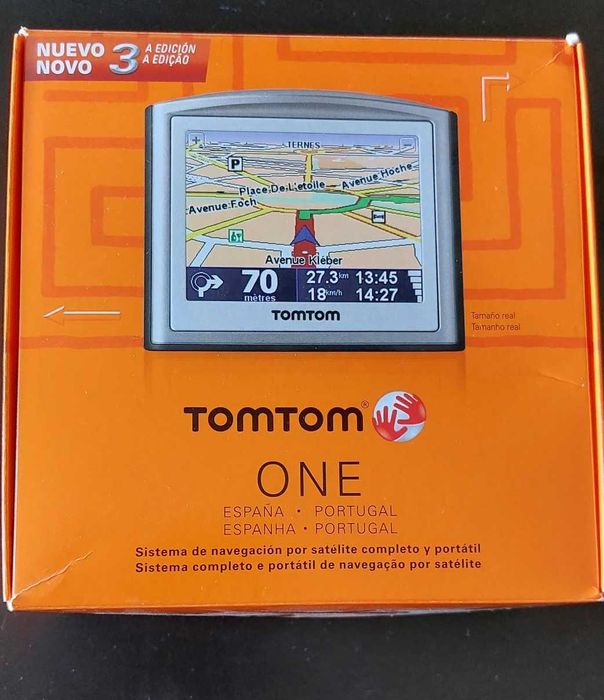 NUEVO
NOVO
3
A EDICIÓN
A EDIÇÃO
TERNES
P
Place De L'etoile
Avenue Hoche
Avenue Foch
Avenue Kléber
70
mètres
27.3km 13:45
18km/h 14:27
TOMTOM
Tamaño real
Tamanho real
TOMTOM®
ONE
ESPAÑA • PORTUGAL
ESPANHA • PORTUGAL
Sistema de navegación por satélite completo y portátil
Sistema completo e portátil de navegação por satélite